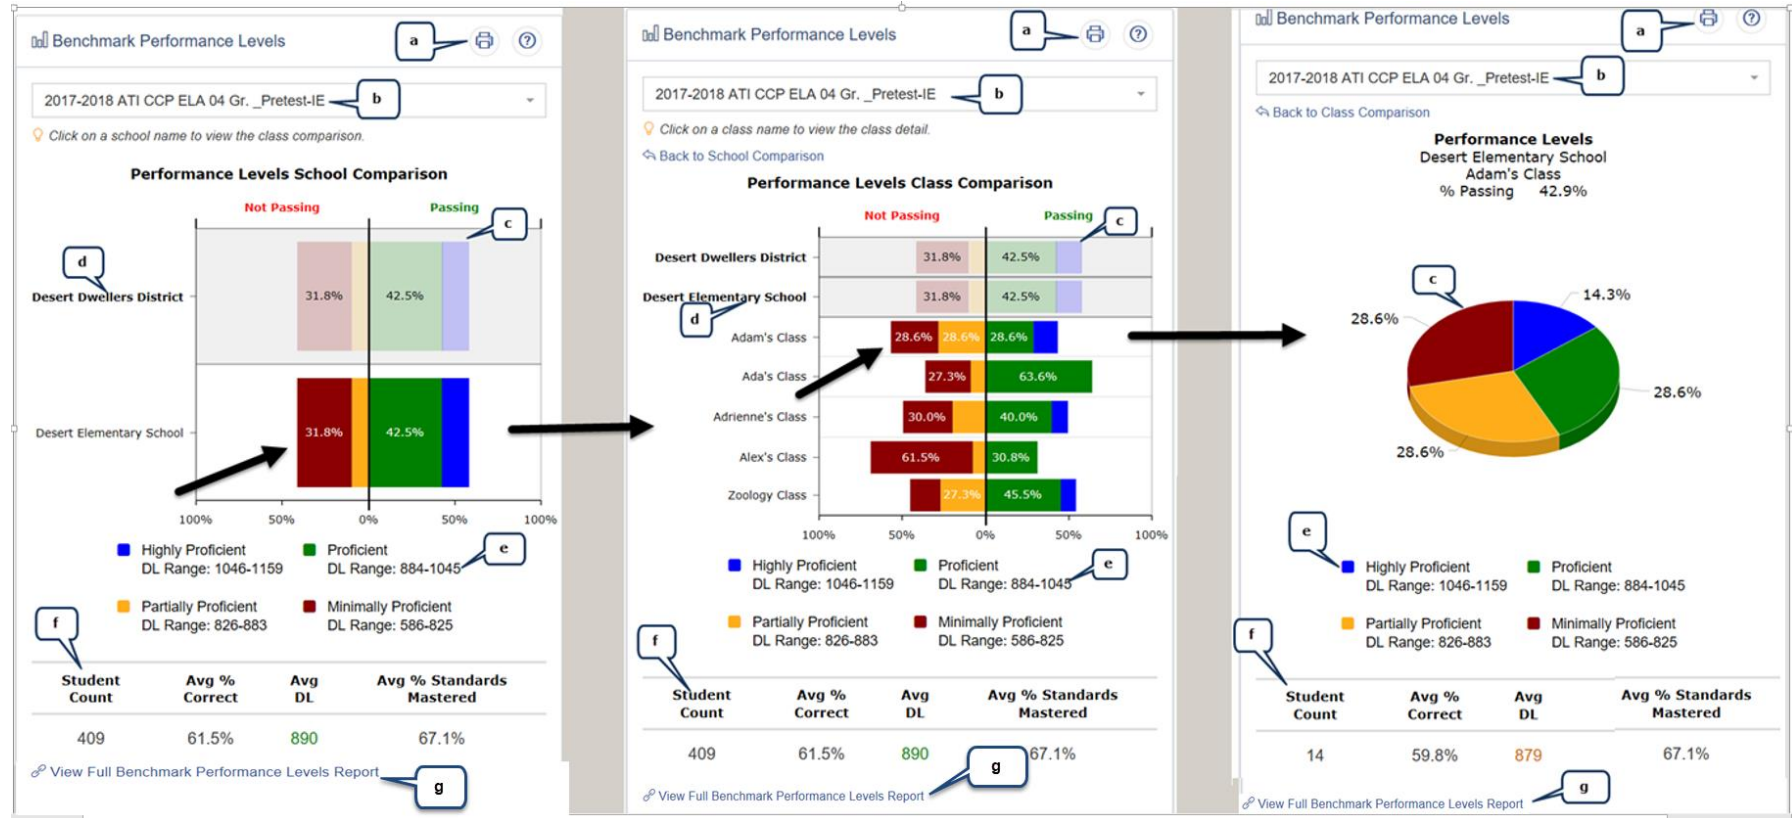 Benchmark Performance Levels
a
2017-2018 ATI CCP ELA 04 Gr. _Pretest-IE
b
Click on a school name to view the class comparison.
Performance Levels School Comparison
Not Passing
Passing
c
d
Desert Dwellers District
31.8%
42.5%
Desert Elementary School
31.8%
42.5%
100%
50%
0%
50%
100%
Highly Proficient
DL Range: 1046-1159
Proficient
DL Range: 884-1045
e
Partially Proficient
DL Range: 826-883
Minimally Proficient
DL Range: 586-825
f
Student Count
Avg % Correct
Avg DL
Avg % Standards Mastered
409
61.5%
890
67.1%
View Full Benchmark Performance Levels Report
g
Benchmark Performance Levels
a
2017-2018 ATI CCP ELA 04 Gr. _Pretest-IE
b
Click on a class name to view the class detail.
Back to School Comparison
Performance Levels Class Comparison
Not Passing
Passing
c
Desert Dwellers District
31.8%
42.5%
Desert Elementary School
31.8%
42.5%
d
Adam's Class
28.6%
28.6%
28.6%
Ada's Class
27.3%
63.6%
Adrienne's Class
30.0%
40.0%
Alex's Class
61.5%
30.8%
Zoology Class
27.3%
45.5%
100%
50%
0%
50%
100%
Highly Proficient
DL Range: 1046-1159
Proficient
DL Range: 884-1045
e
Partially Proficient
DL Range: 826-883
Minimally Proficient
DL Range: 586-825
f
Student Count
Avg % Correct
Avg DL
Avg % Standards Mastered
409
61.5%
890
67.1%
g
View Full Benchmark Performance Levels Report
Benchmark Performance Levels
a
2017-2018 ATI CCP ELA 04 Gr. _Pretest-IE
b
Back to Class Comparison
Performance Levels
Desert Elementary School
Adam's Class
% Passing 42.9%
c
14.3%
28.6%
28.6%
28.6%
e
Highly Proficient
DL Range: 1046-1159
Proficient
DL Range: 884-1045
Partially Proficient
DL Range: 826-883
Minimally Proficient
DL Range: 586-825
f
Student Count
Avg % Correct
Avg DL
Avg % Standards Mastered
14
59.8%
879
67.1%
View Full Benchmark Performance Levels Report
g